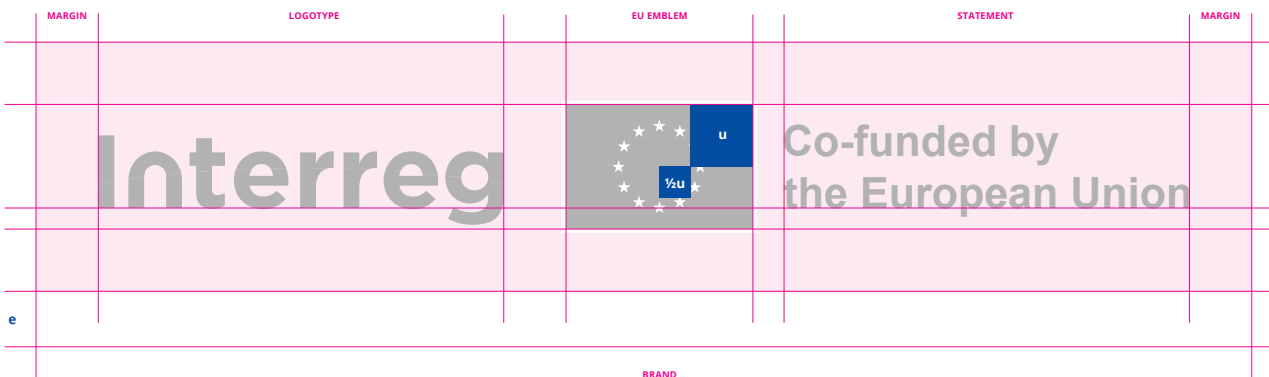 MARGIN LOGOTYPE EU EMBLEM STATEMENT MARGIN
Interreg
u
½u
Co-funded by
the European Union
e
BRAND